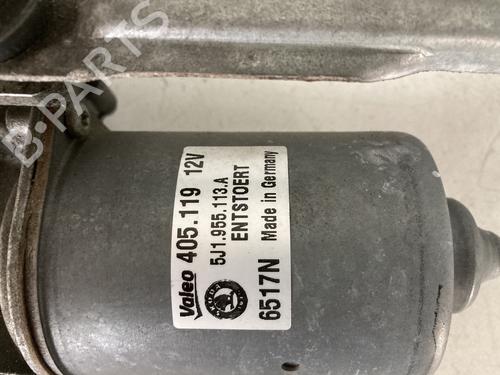 Valeo 405.119 12V
5J1.955.113.A
ENTSTOERT
6517N Made in Germany
B-PARTS